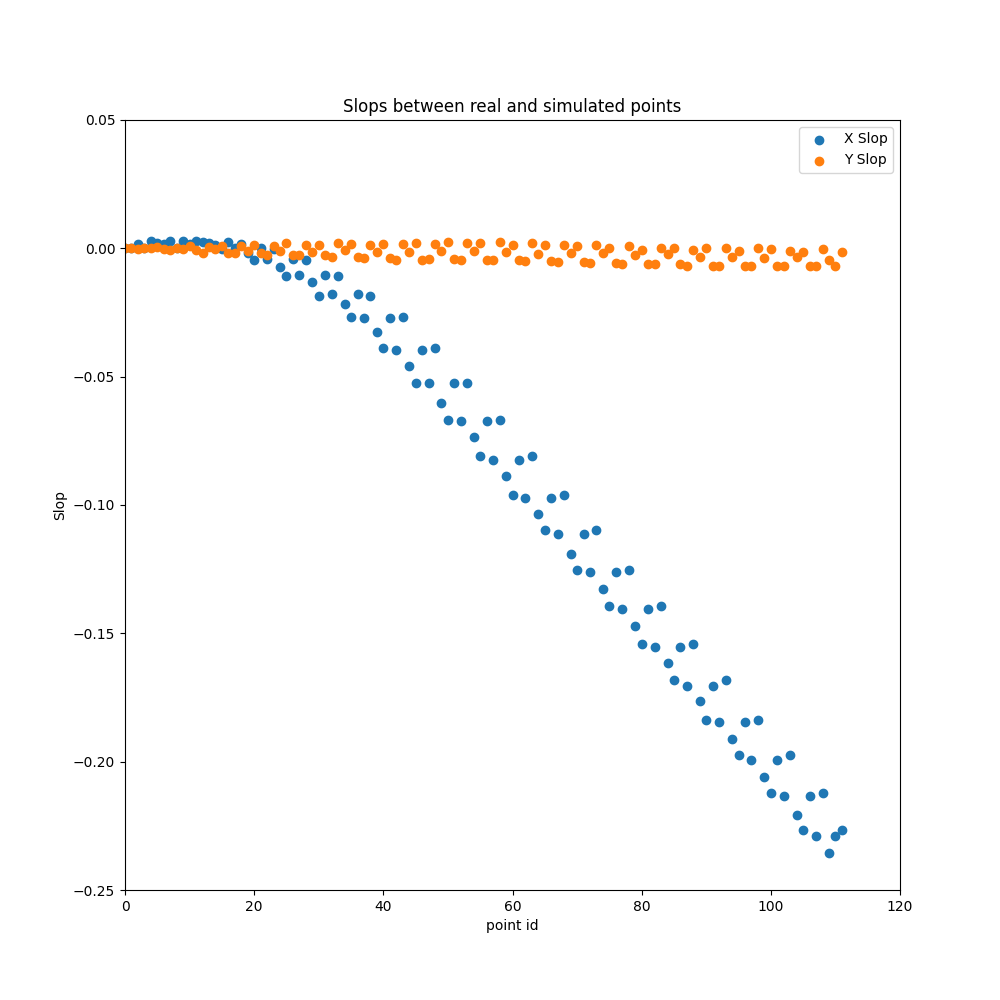 Slops between real and simulated points
X Slop
Y Slop
0.05
0.00
−0.05
−0.10
−0.15
−0.20
−0.25
Slop
0 20 40 60 80 100 120
point id